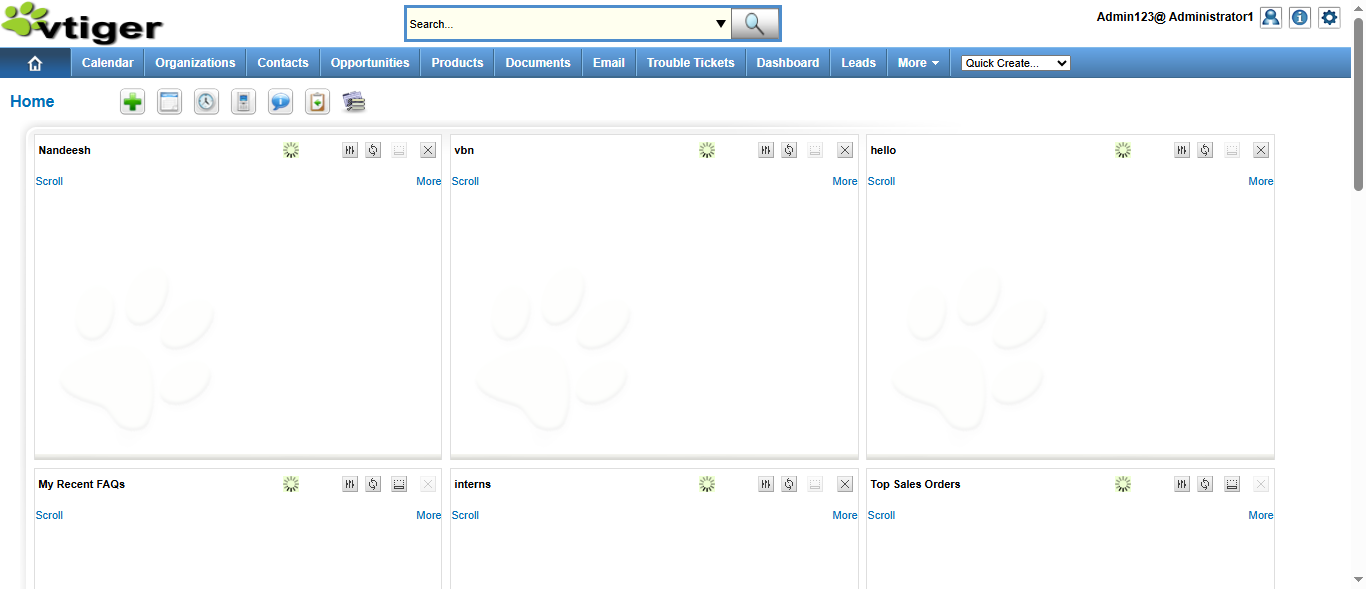 vtiger
Search...
Admin123@ Administrator1
Calendar Organizations Contacts Opportunities Products Documents Email Trouble Tickets Dashboard Leads More Quick Create...
Home
Nandeesh
Scroll More
vbn
Scroll More
hello
Scroll More
My Recent FAQs
Scroll More
interns
Scroll More
Top Sales Orders
Scroll More